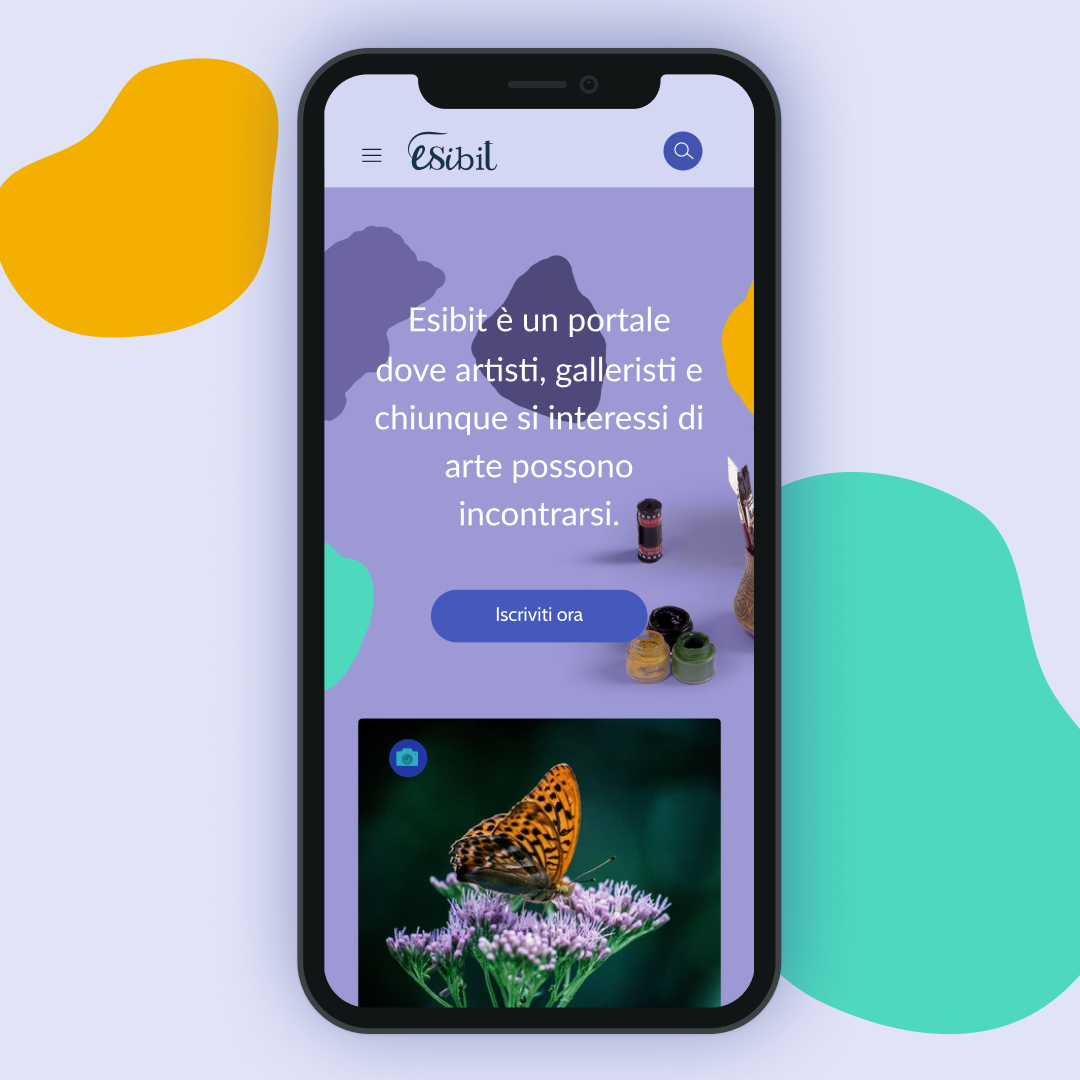 esibit
Esibit è un portale
dove artisti, galleristi e
chiunque si interessi di
arte possono
incontrarsi.
Iscriviti ora